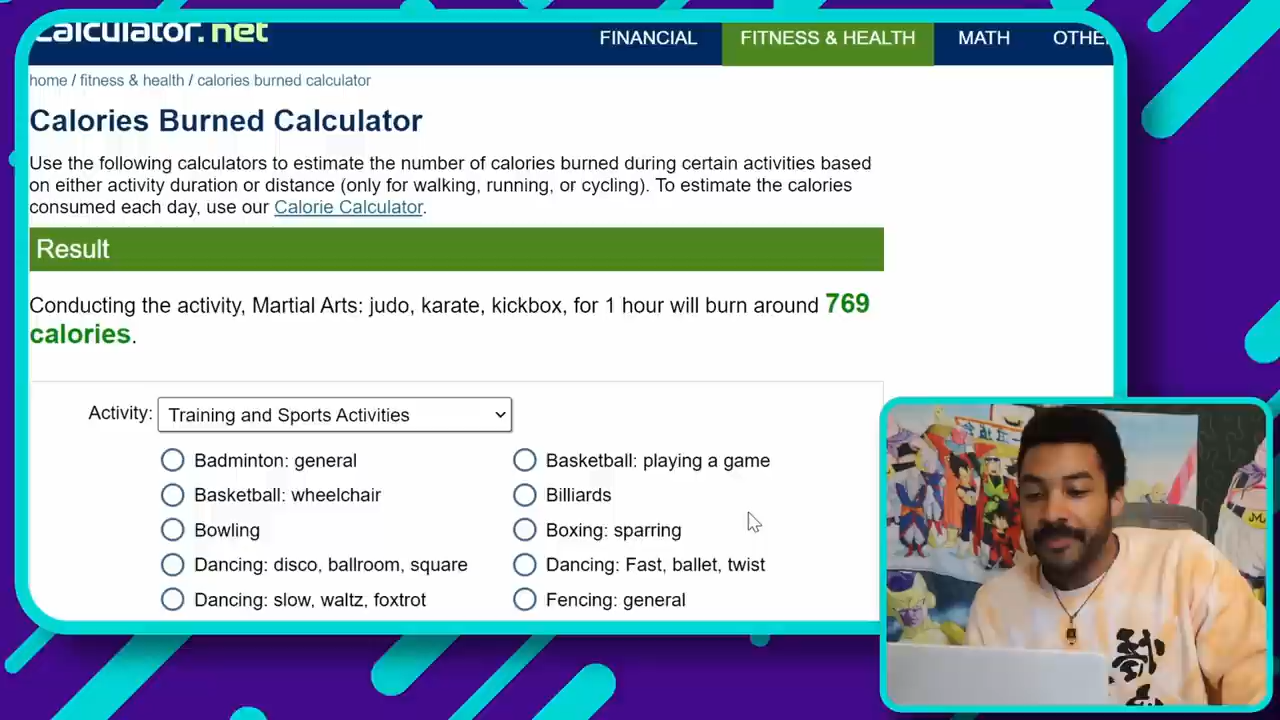 calculator.net
FINANCIAL FITNESS & HEALTH MATH OTHE
home / fitness & health / calories burned calculator
Calories Burned Calculator
Use the following calculators to estimate the number of calories burned during certain activities based
on either activity duration or distance (only for walking, running, or cycling). To estimate the calories
consumed each day, use our Calorie Calculator.
Result
Conducting the activity, Martial Arts: judo, karate, kickbox, for 1 hour will burn around 769
calories.
Activity: Training and Sports Activities
Badminton: general Basketball: playing a game
Basketball: wheelchair Billiards
Bowling Boxing: sparring
Dancing: disco, ballroom, square Dancing: Fast, ballet, twist
Dancing: slow, waltz, foxtrot Fencing: general